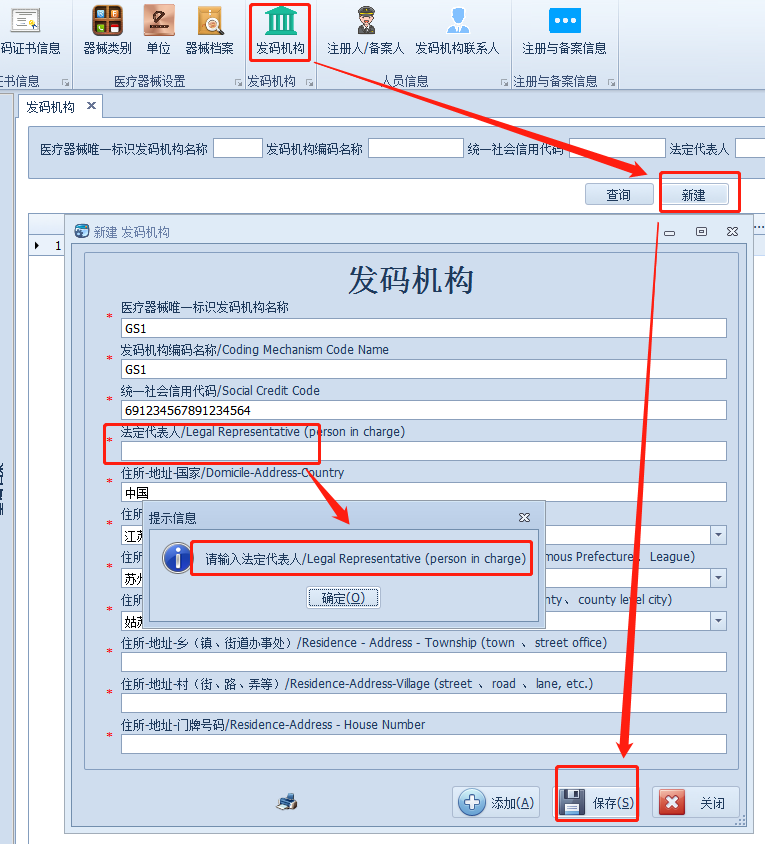 码证书信息 器械类别 单位 器械档案 发码机构 注册人/备案人 发码机构联系人 注册与备案信息
证书信息 医疗器械设置 发码机构 人员信息 注册与备案信息
发码机构
医疗器械唯一标识发码机构名称 发码机构编码名称 统一社会信用代码 法定代表人
查询 新建
1 新建 发码机构
发码机构
* 医疗器械唯一标识发码机构名称
GS1
* 发码机构编码名称/Coding Mechanism Code Name
GS1
* 统一社会信用代码/Social Credit Code
691234567891234564
* 法定代表人/Legal Representative (person in charge)
* 住所-地址-国家/Domicile-Address-Country
中国
提示信息
* 住所
江苏
请输入法定代表人/Legal Representative (person in charge)
* 住所 mous Prefecture、League)
苏州
确定(O)
* 住所 nty、county level city)
姑苏
* 住所-地址-乡（镇、街道办事处）/Residence - Address - Township (town 、street office)
* 住所-地址-村（街、路、弄等）/Residence-Address-Village (street 、road 、lane, etc.)
* 住所-地址-门牌号码/Residence-Address - House Number
添加(A) 保存(S) 关闭